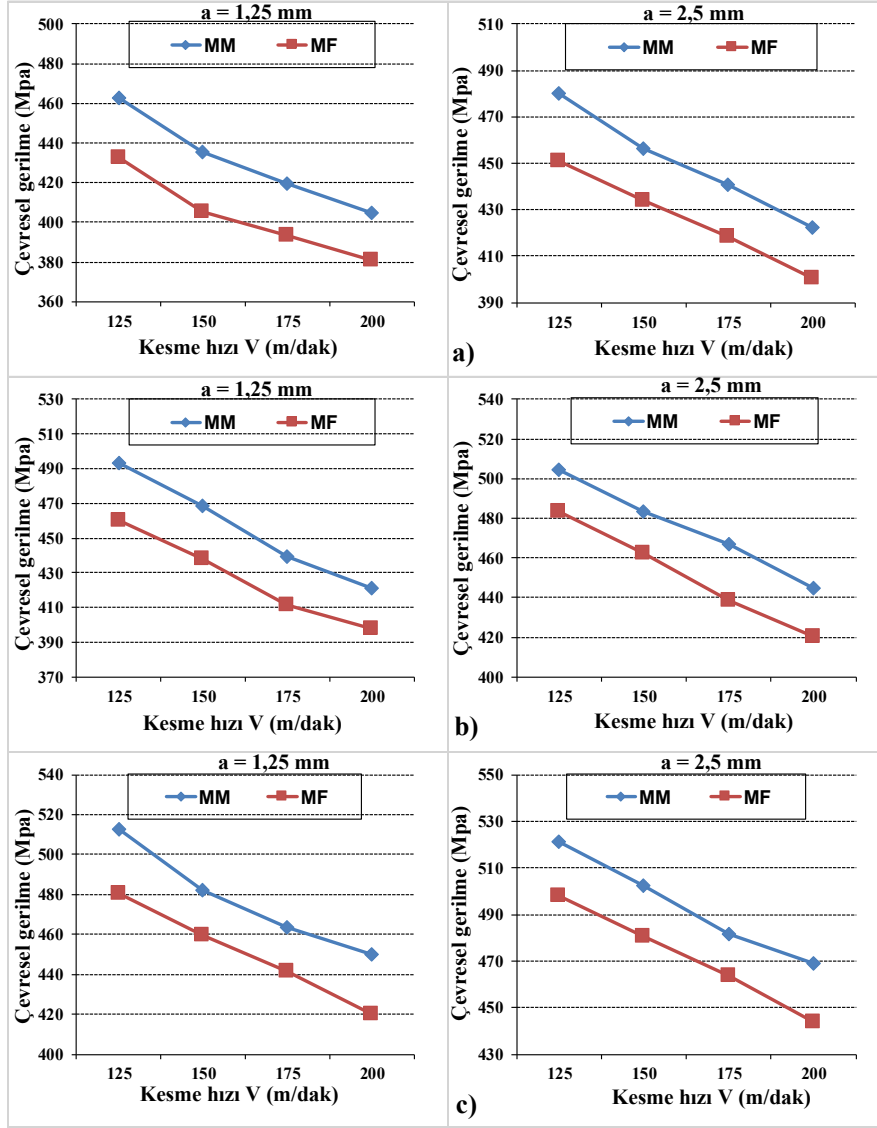 a = 1,25 mm
MM MF
Çevresel gerilme (Mpa)
500
480
460
440
420
400
380
360
125 150 175 200
Kesme hızı V (m/dak)
a = 2,5 mm
MM MF
Çevresel gerilme (Mpa)
510
490
470
450
430
410
390
125 150 175 200
Kesme hızı V (m/dak)
a)
a = 1,25 mm
MM MF
Çevresel gerilme (Mpa)
530
510
490
470
450
430
410
390
370
125 150 175 200
Kesme hızı V (m/dak)
a = 2,5 mm
MM MF
Çevresel gerilme (Mpa)
540
520
500
480
460
440
420
400
125 150 175 200
Kesme hızı V (m/dak)
b)
a = 1,25 mm
MM MF
Çevresel gerilme (Mpa)
540
520
500
480
460
440
420
400
125 150 175 200
Kesme hızı V (m/dak)
a = 2,5 mm
MM MF
Çevresel gerilme (Mpa)
550
530
510
490
470
450
430
125 150 175 200
Kesme hızı V (m/dak)
c)